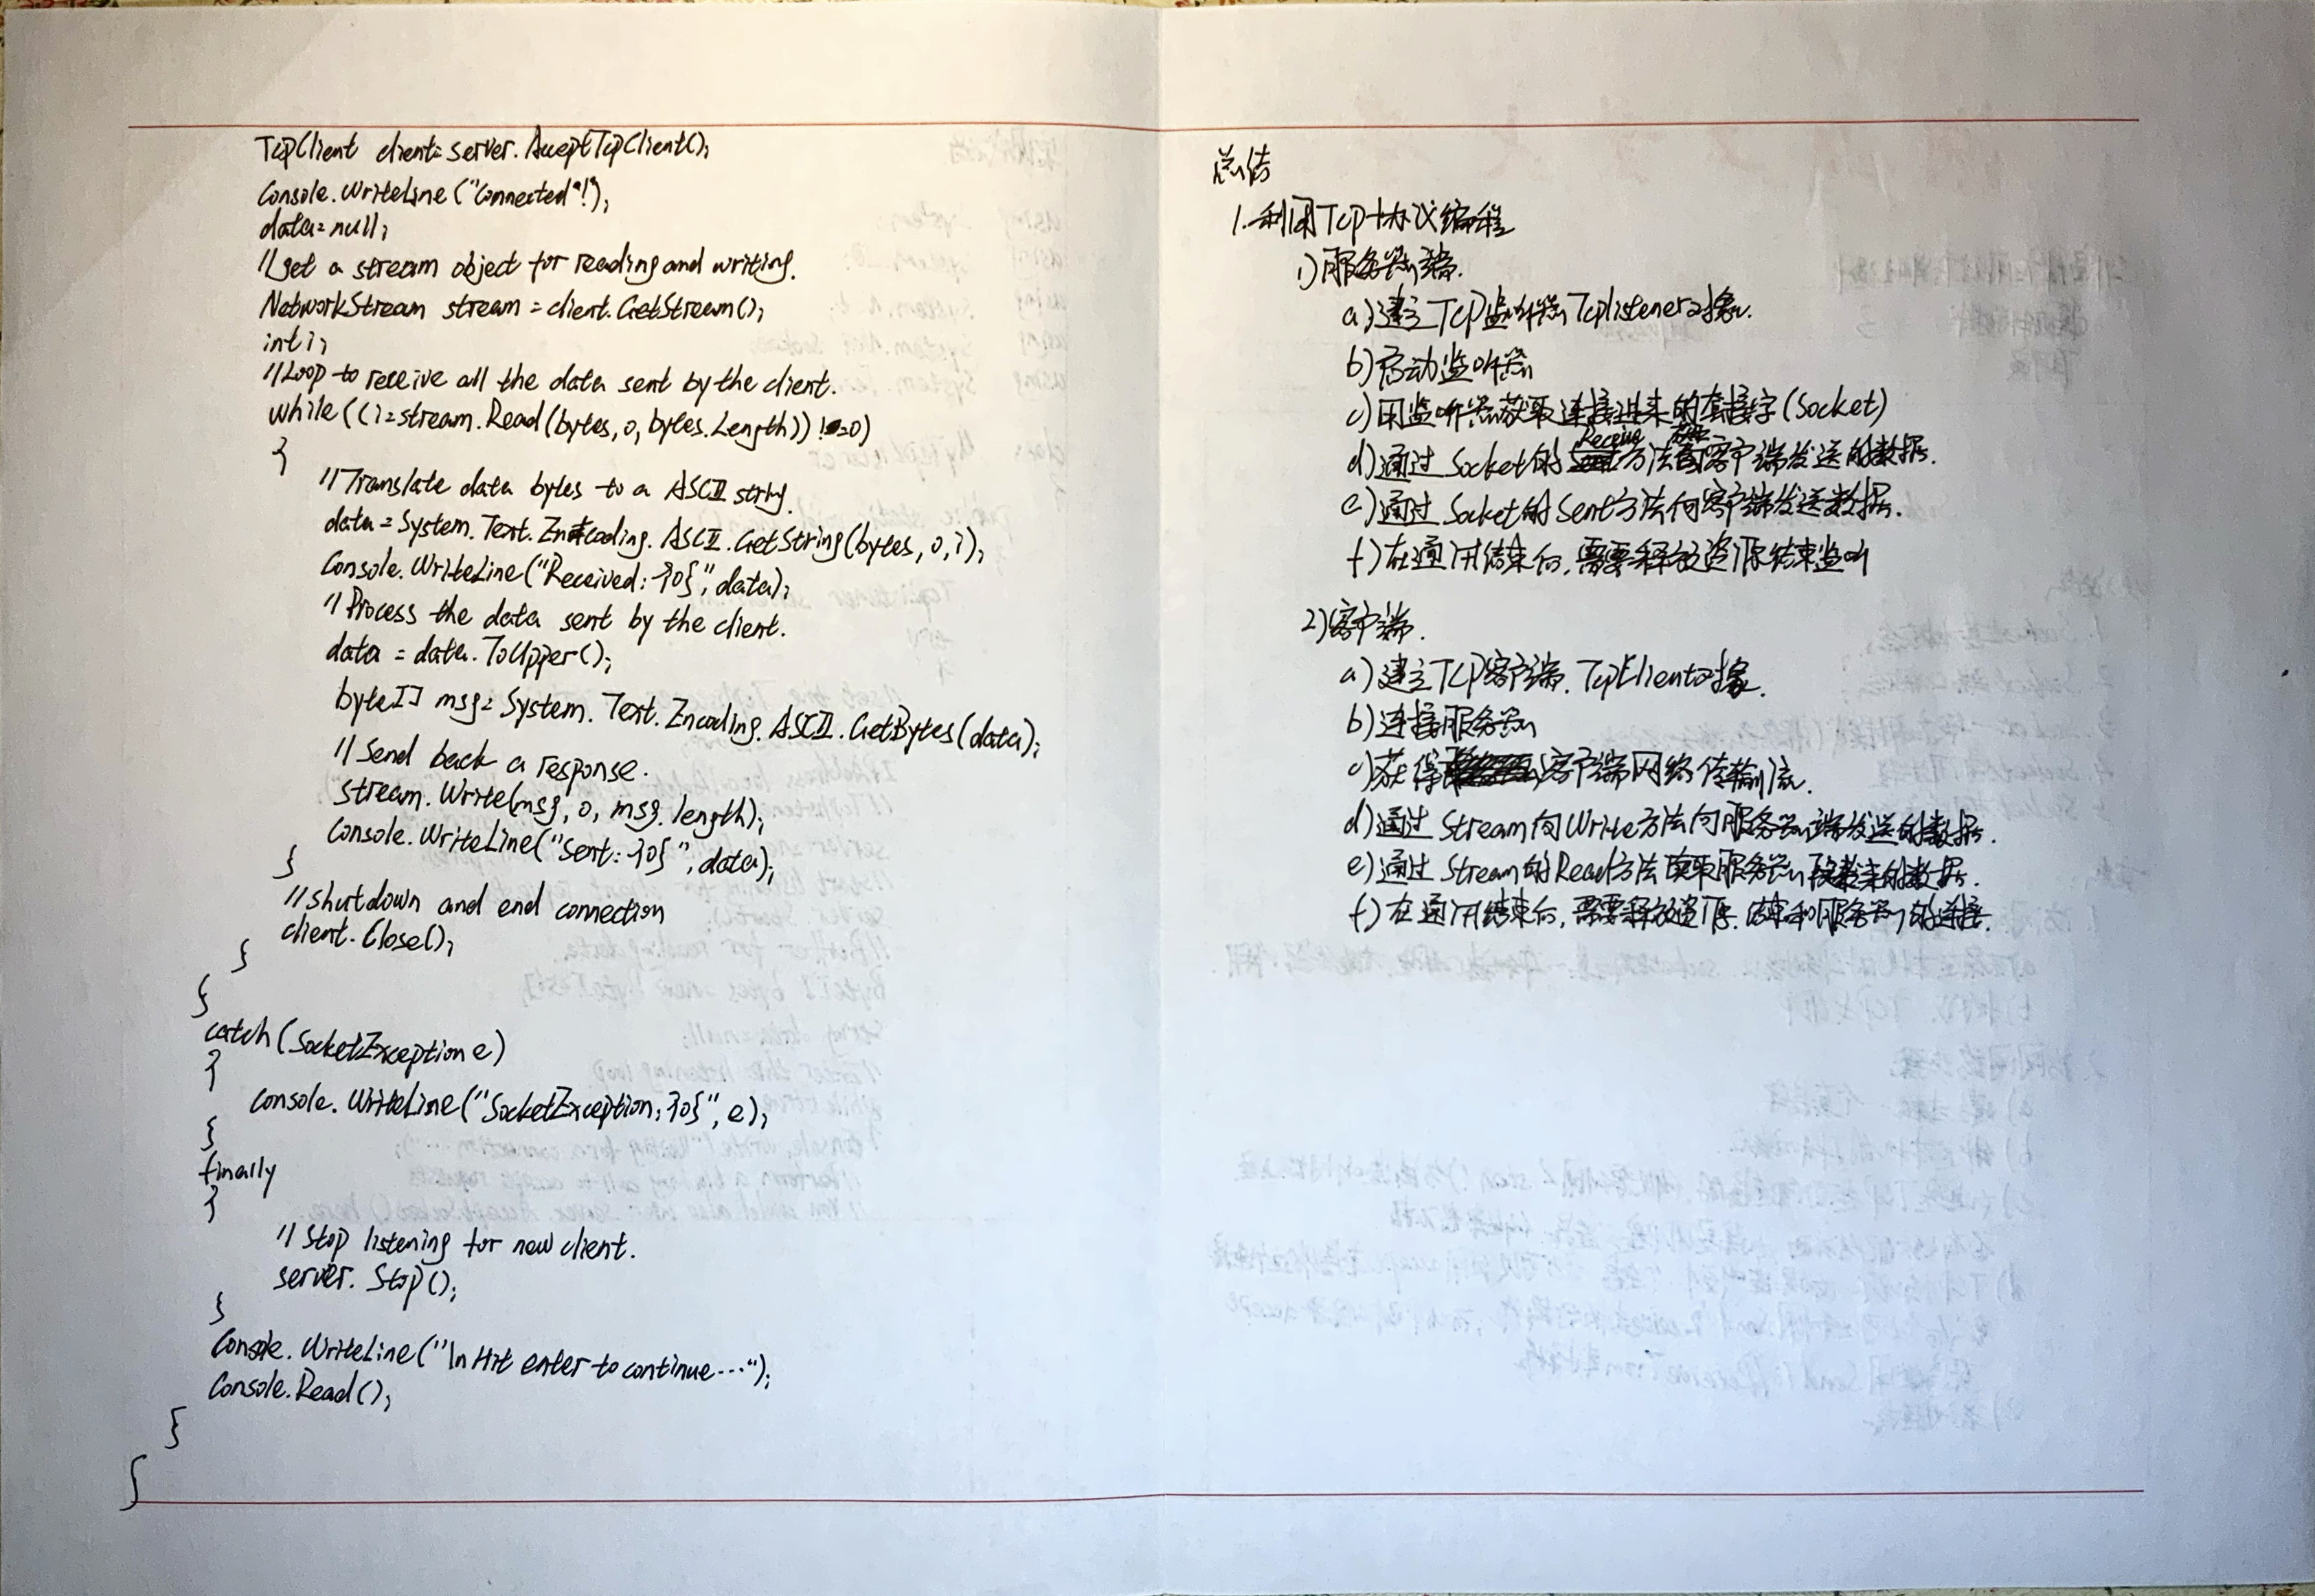 TcpClient client=server.AcceptTcpClient();
Console.WriteLine("Connected"!);
data=null;
//get a stream object for reading and writing.
NetworkStream stream = client.GetStream();
int i;
//Loop to receive all the data sent by the client.
while((i=stream.Read(bytes,0,bytes.Length))!=0)
{
//Translate data bytes to a ASCII string.
data=System.Text.Encoding.ASCII.GetString(bytes,0,i);
Console.WriteLine("Received:{0}",data);
//Process the data sent by the client.
data = data.ToUpper();
byte[] msg=System.Text.Encoding.ASCII.GetBytes(data);
//Send back a response.
stream.Write(msg,0,msg.length);
Console.WriteLine("Sent:{0}",data);
}
//shutdown and end connection
client.Close();
}
}
catch(SocketException e)
{
Console.WriteLine("SocketException:{0}",e);
}
finally
{
//Stop listening for new client.
server.Stop();
}
Console.WriteLine("\n Hit enter to continue...");
Console.Read();
}
}
总结
1.利用Tcp协议编程
1)服务器端.
a)建立Tcp监听器Tcplistener对象.
b)启动监听器
c)用监听器获取连接进来的套接字(Socket)
d)通过Socket的Receive方法获取客户端发送的数据.
e)通过Socket的Sent方法向客户端发送数据.
f)在通讯结束后,需要释放资源结束监听
2)客户端.
a)建立TCP客户端.TcpClient对象.
b)连接服务器
c)获得客户端网络传输流.
d)通过Stream向Write方法向服务器端发送的数据.
e)通过Stream的Read方法读取服务器发来的数据.
f)在通讯结束后,需要释放资源.结束和服务器的连接.